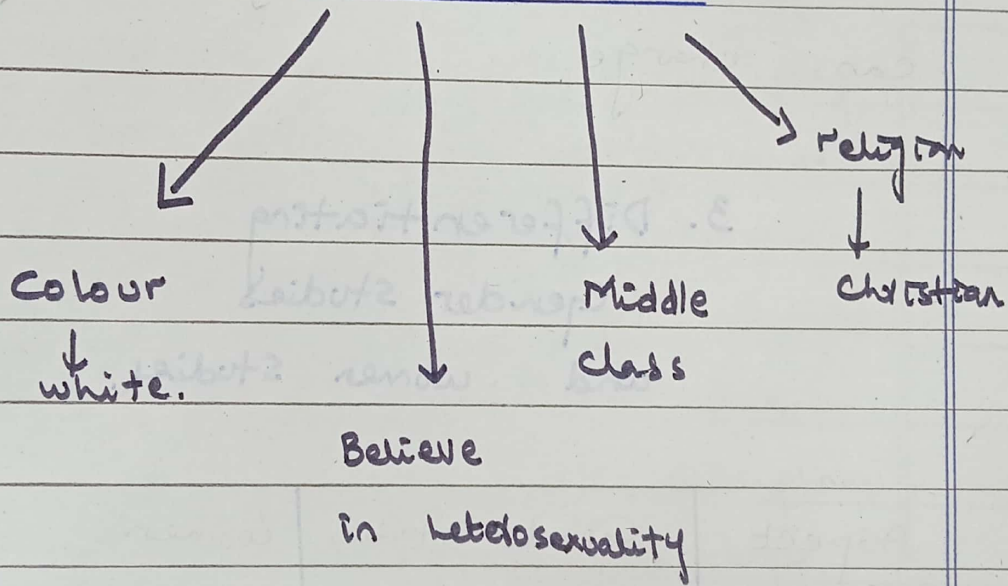 religion
Colour
Middle
Christian
↓
white.
class
Believe
in hetelosexuality